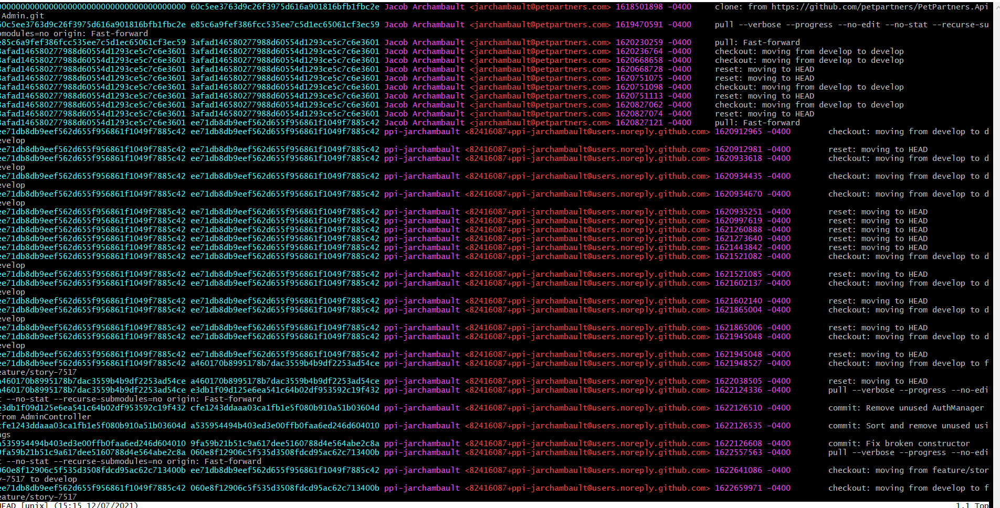 0000000000000000000000000000000000000000 60c5ee3763d9c26f3975d616a901816bfb1fbc2e Jacob Archambault <jarchambault@petpartners.com> 1618501898 -0400 clone: from https://github.com/petpartners/PetPartners.Api
Admin.git
60c5ee3763d9c26f3975d616a901816bfb1fbc2e e85c6a9fef386fcc535ee7c5d1ec65061cf3ec59 Jacob Archambault <jarchambault@petpartners.com> 1619470591 -0400 pull --verbose --progress --no-edit --no-stat --recurse-su
bmodules=no origin: Fast-forward
e85c6a9fef386fcc535ee7c5d1ec65061cf3ec59 3afad146580277988d60554d1293ce5c7c6e3601 Jacob Archambault <jarchambault@petpartners.com> 1620230259 -0400 pull: Fast-forward
3afad146580277988d60554d1293ce5c7c6e3601 3afad146580277988d60554d1293ce5c7c6e3601 Jacob Archambault <jarchambault@petpartners.com> 1620236764 -0400 checkout: moving from develop to develop
3afad146580277988d60554d1293ce5c7c6e3601 3afad146580277988d60554d1293ce5c7c6e3601 Jacob Archambault <jarchambault@petpartners.com> 1620668658 -0400 checkout: moving from develop to develop
3afad146580277988d60554d1293ce5c7c6e3601 3afad146580277988d60554d1293ce5c7c6e3601 Jacob Archambault <jarchambault@petpartners.com> 1620668728 -0400 reset: moving to HEAD
3afad146580277988d60554d1293ce5c7c6e3601 3afad146580277988d60554d1293ce5c7c6e3601 Jacob Archambault <jarchambault@petpartners.com> 1620751075 -0400 reset: moving to HEAD
3afad146580277988d60554d1293ce5c7c6e3601 3afad146580277988d60554d1293ce5c7c6e3601 Jacob Archambault <jarchambault@petpartners.com> 1620751098 -0400 checkout: moving from develop to develop
3afad146580277988d60554d1293ce5c7c6e3601 3afad146580277988d60554d1293ce5c7c6e3601 Jacob Archambault <jarchambault@petpartners.com> 1620751113 -0400 reset: moving to HEAD
3afad146580277988d60554d1293ce5c7c6e3601 3afad146580277988d60554d1293ce5c7c6e3601 Jacob Archambault <jarchambault@petpartners.com> 1620827062 -0400 checkout: moving from develop to develop
3afad146580277988d60554d1293ce5c7c6e3601 3afad146580277988d60554d1293ce5c7c6e3601 Jacob Archambault <jarchambault@petpartners.com> 1620827074 -0400 reset: moving to HEAD
3afad146580277988d60554d1293ce5c7c6e3601 ee71db8db9eef562d655f956861f1049f7885c42 Jacob Archambault <jarchambault@petpartners.com> 1620827121 -0400 pull: Fast-forward
ee71db8db9eef562d655f956861f1049f7885c42 ee71db8db9eef562d655f956861f1049f7885c42 ppi-jarchambault <82416087+ppi-jarchambault@users.noreply.github.com> 1620912965 -0400 checkout: moving from develop to d
evelop
ee71db8db9eef562d655f956861f1049f7885c42 ee71db8db9eef562d655f956861f1049f7885c42 ppi-jarchambault <82416087+ppi-jarchambault@users.noreply.github.com> 1620912981 -0400 reset: moving to HEAD
ee71db8db9eef562d655f956861f1049f7885c42 ee71db8db9eef562d655f956861f1049f7885c42 ppi-jarchambault <82416087+ppi-jarchambault@users.noreply.github.com> 1620933618 -0400 checkout: moving from develop to d
evelop
ee71db8db9eef562d655f956861f1049f7885c42 ee71db8db9eef562d655f956861f1049f7885c42 ppi-jarchambault <82416087+ppi-jarchambault@users.noreply.github.com> 1620934435 -0400 checkout: moving from develop to d
evelop
ee71db8db9eef562d655f956861f1049f7885c42 ee71db8db9eef562d655f956861f1049f7885c42 ppi-jarchambault <82416087+ppi-jarchambault@users.noreply.github.com> 1620934670 -0400 checkout: moving from develop to d
evelop
ee71db8db9eef562d655f956861f1049f7885c42 ee71db8db9eef562d655f956861f1049f7885c42 ppi-jarchambault <82416087+ppi-jarchambault@users.noreply.github.com> 1620935251 -0400 reset: moving to HEAD
ee71db8db9eef562d655f956861f1049f7885c42 ee71db8db9eef562d655f956861f1049f7885c42 ppi-jarchambault <82416087+ppi-jarchambault@users.noreply.github.com> 1620997619 -0400 reset: moving to HEAD
ee71db8db9eef562d655f956861f1049f7885c42 ee71db8db9eef562d655f956861f1049f7885c42 ppi-jarchambault <82416087+ppi-jarchambault@users.noreply.github.com> 1621260888 -0400 reset: moving to HEAD
ee71db8db9eef562d655f956861f1049f7885c42 ee71db8db9eef562d655f956861f1049f7885c42 ppi-jarchambault <82416087+ppi-jarchambault@users.noreply.github.com> 1621273640 -0400 reset: moving to HEAD
ee71db8db9eef562d655f956861f1049f7885c42 ee71db8db9eef562d655f956861f1049f7885c42 ppi-jarchambault <82416087+ppi-jarchambault@users.noreply.github.com> 1621443842 -0400 reset: moving to HEAD
ee71db8db9eef562d655f956861f1049f7885c42 ee71db8db9eef562d655f956861f1049f7885c42 ppi-jarchambault <82416087+ppi-jarchambault@users.noreply.github.com> 1621521082 -0400 checkout: moving from develop to d
evelop
ee71db8db9eef562d655f956861f1049f7885c42 ee71db8db9eef562d655f956861f1049f7885c42 ppi-jarchambault <82416087+ppi-jarchambault@users.noreply.github.com> 1621521085 -0400 reset: moving to HEAD
ee71db8db9eef562d655f956861f1049f7885c42 ee71db8db9eef562d655f956861f1049f7885c42 ppi-jarchambault <82416087+ppi-jarchambault@users.noreply.github.com> 1621602137 -0400 checkout: moving from develop to d
evelop
ee71db8db9eef562d655f956861f1049f7885c42 ee71db8db9eef562d655f956861f1049f7885c42 ppi-jarchambault <82416087+ppi-jarchambault@users.noreply.github.com> 1621602140 -0400 reset: moving to HEAD
ee71db8db9eef562d655f956861f1049f7885c42 ee71db8db9eef562d655f956861f1049f7885c42 ppi-jarchambault <82416087+ppi-jarchambault@users.noreply.github.com> 1621865004 -0400 checkout: moving from develop to d
evelop
ee71db8db9eef562d655f956861f1049f7885c42 ee71db8db9eef562d655f956861f1049f7885c42 ppi-jarchambault <82416087+ppi-jarchambault@users.noreply.github.com> 1621865006 -0400 reset: moving to HEAD
ee71db8db9eef562d655f956861f1049f7885c42 ee71db8db9eef562d655f956861f1049f7885c42 ppi-jarchambault <82416087+ppi-jarchambault@users.noreply.github.com> 1621945048 -0400 checkout: moving from develop to d
evelop
ee71db8db9eef562d655f956861f1049f7885c42 ee71db8db9eef562d655f956861f1049f7885c42 ppi-jarchambault <82416087+ppi-jarchambault@users.noreply.github.com> 1621945048 -0400 reset: moving to HEAD
ee71db8db9eef562d655f956861f1049f7885c42 a460170b8995178b7dac3559b4b9df2253ad54ce ppi-jarchambault <82416087+ppi-jarchambault@users.noreply.github.com> 1621948527 -0400 checkout: moving from develop to f
eature/story-7517
a460170b8995178b7dac3559b4b9df2253ad54ce a460170b8995178b7dac3559b4b9df2253ad54ce ppi-jarchambault <82416087+ppi-jarchambault@users.noreply.github.com> 1622038505 -0400 reset: moving to HEAD
a460170b8995178b7dac3559b4b9df2253ad54ce e3db1f09d125e6ea541c64b02df953592c19f432 ppi-jarchambault <82416087+ppi-jarchambault@users.noreply.github.com> 1622124336 -0400 pull --verbose --progress --no-edi
t --no-stat --recurse-submodules=no origin: Fast-forward
e3db1f09d125e6ea541c64b02df953592c19f432 cfe1243ddaaa03ca1fb1e5f080b910a51b03604d ppi-jarchambault <82416087+ppi-jarchambault@users.noreply.github.com> 1622126510 -0400 commit: Remove unused AuthManager
from AdminController
cfe1243ddaaa03ca1fb1e5f080b910a51b03604d a535954494b403ed3e00ffb0faa6ed246d604010 ppi-jarchambault <82416087+ppi-jarchambault@users.noreply.github.com> 1622126535 -0400 commit: Sort and remove unused usi
ngs
a535954494b403ed3e00ffb0faa6ed246d604010 9fa59b21b51c9a617dee5160788d4e564abe2c8a ppi-jarchambault <82416087+ppi-jarchambault@users.noreply.github.com> 1622126608 -0400 commit: Fix broken constructor
9fa59b21b51c9a617dee5160788d4e564abe2c8a 060e8f12906c5f535d3508fdcd95ac62c713400b ppi-jarchambault <82416087+ppi-jarchambault@users.noreply.github.com> 1622557563 -0400 pull --verbose --progress --no-edi
t --no-stat --recurse-submodules=no origin: Fast-forward
060e8f12906c5f535d3508fdcd95ac62c713400b ee71db8db9eef562d655f956861f1049f7885c42 ppi-jarchambault <82416087+ppi-jarchambault@users.noreply.github.com> 1622641086 -0400 checkout: moving from feature/stor
y-7517 to develop
ee71db8db9eef562d655f956861f1049f7885c42 060e8f12906c5f535d3508fdcd95ac62c713400b ppi-jarchambault <82416087+ppi-jarchambault@users.noreply.github.com> 1622659971 -0400 checkout: moving from develop to f
eature/story-7517
HEAD [unix] (15:15 12/07/2021) 1,1 Top